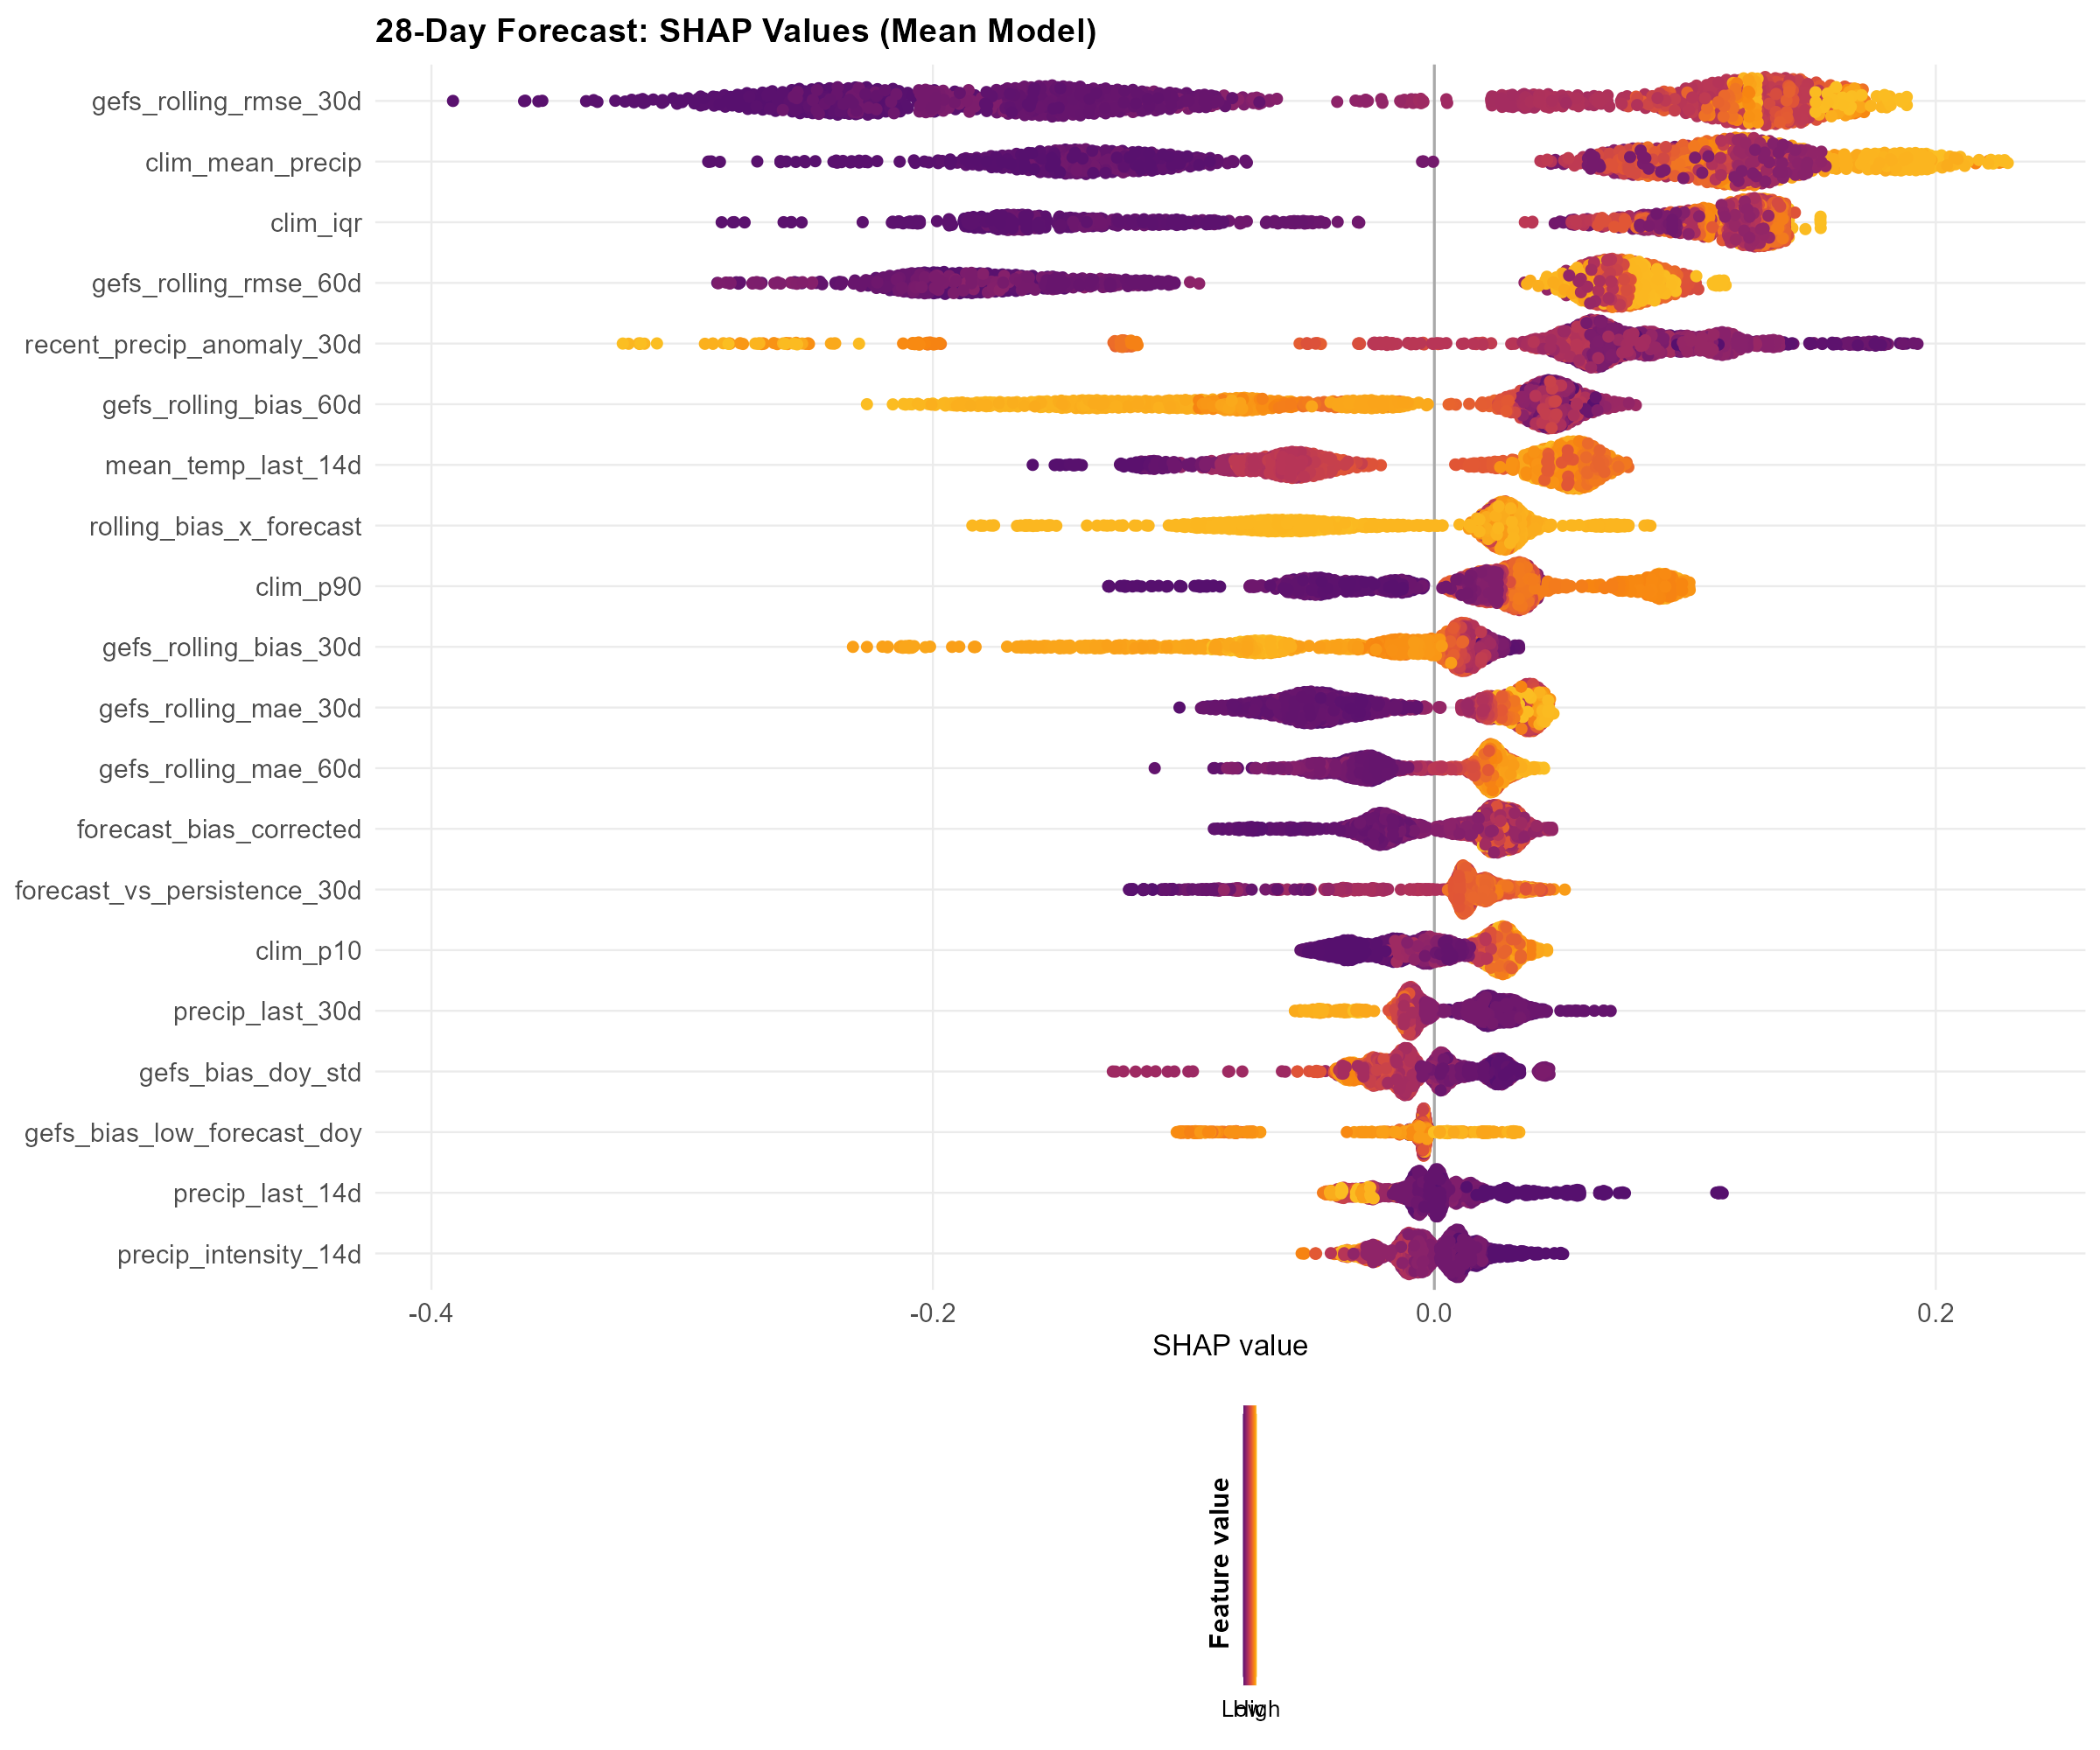 28-Day Forecast: SHAP Values (Mean Model)
gefs_rolling_rmse_30d
clim_mean_precip
clim_iqr
gefs_rolling_rmse_60d
recent_precip_anomaly_30d
gefs_rolling_bias_60d
mean_temp_last_14d
rolling_bias_x_forecast
clim_p90
gefs_rolling_bias_30d
gefs_rolling_mae_30d
gefs_rolling_mae_60d
forecast_bias_corrected
forecast_vs_persistence_30d
clim_p10
precip_last_30d
gefs_bias_doy_std
gefs_bias_low_forecast_doy
precip_last_14d
precip_intensity_14d
-0.4 -0.2 0.0 0.2
SHAP value
Feature value
Low High